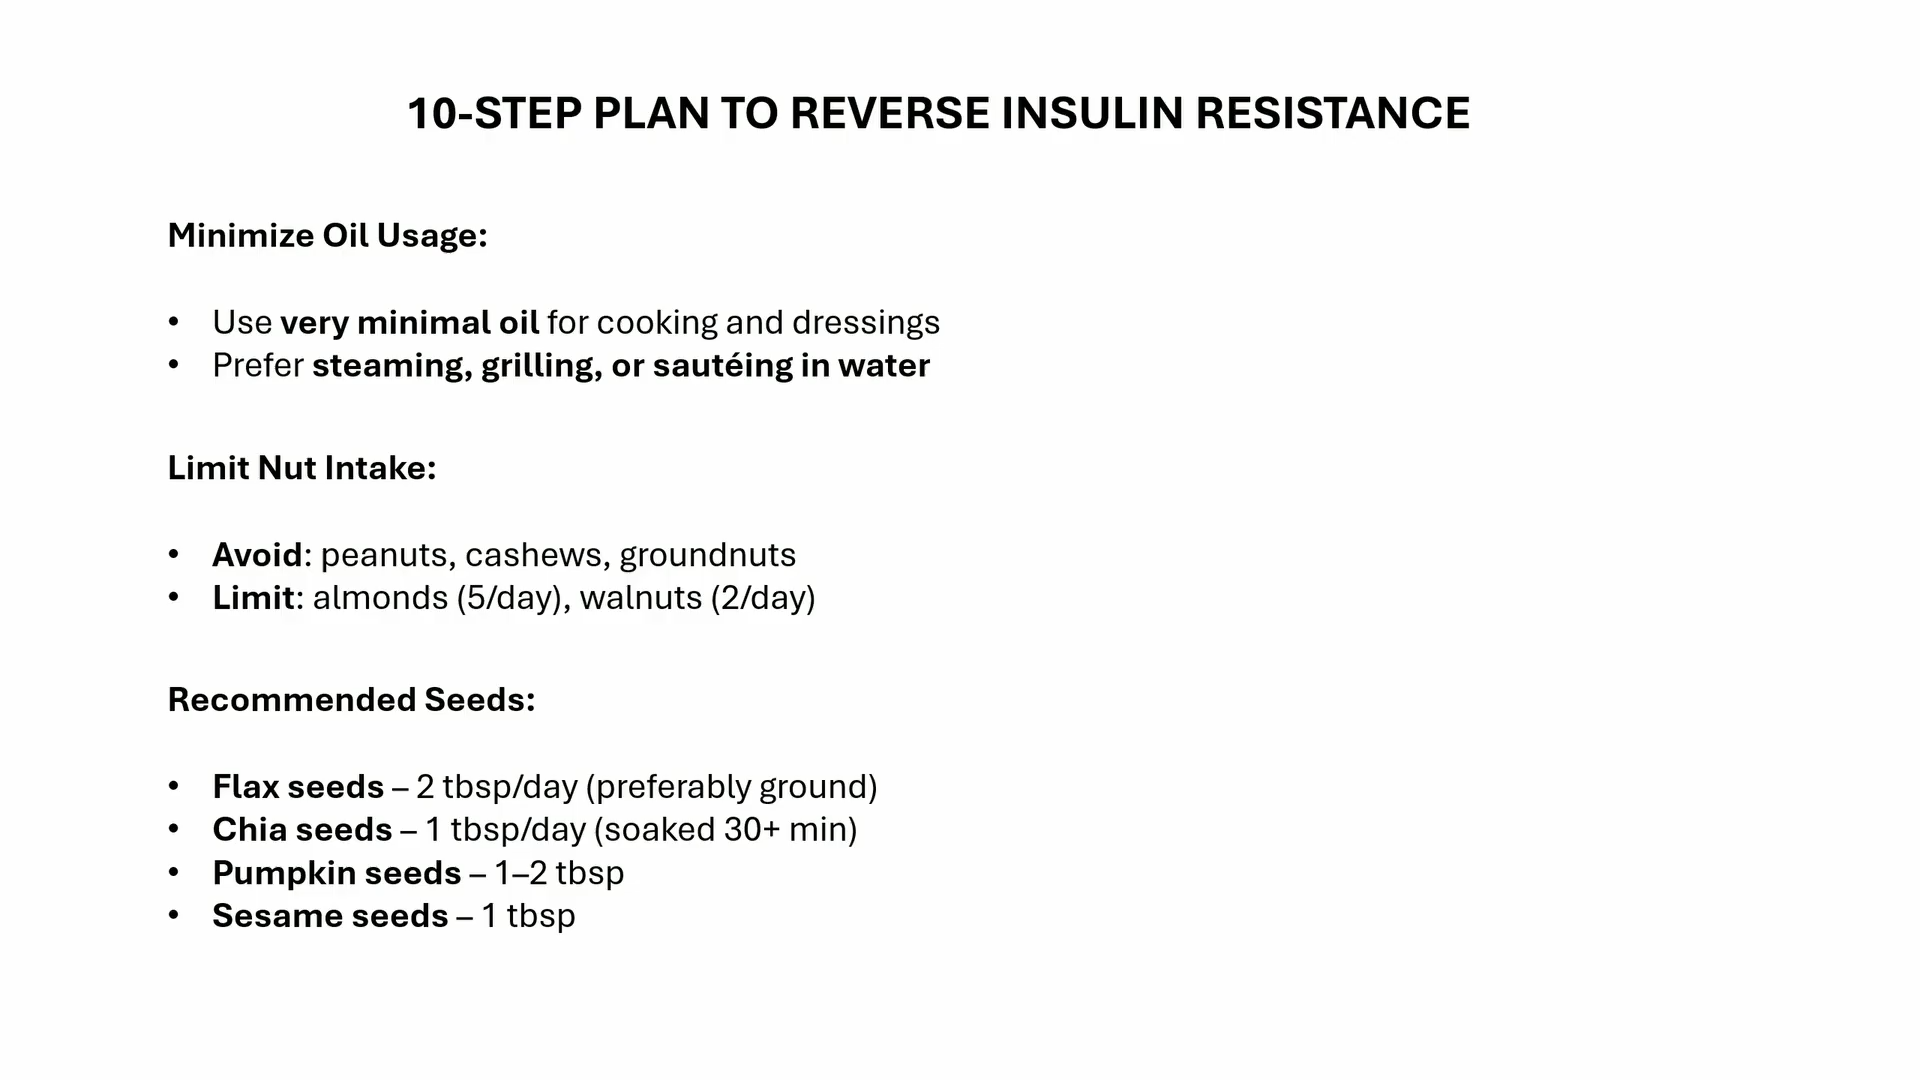 10-STEP PLAN TO REVERSE INSULIN RESISTANCE
Minimize Oil Usage:
• Use very minimal oil for cooking and dressings
• Prefer steaming, grilling, or sautéing in water
Limit Nut Intake:
• Avoid: peanuts, cashews, groundnuts
• Limit: almonds (5/day), walnuts (2/day)
Recommended Seeds:
• Flax seeds – 2 tbsp/day (preferably ground)
• Chia seeds – 1 tbsp/day (soaked 30+ min)
• Pumpkin seeds – 1–2 tbsp
• Sesame seeds – 1 tbsp